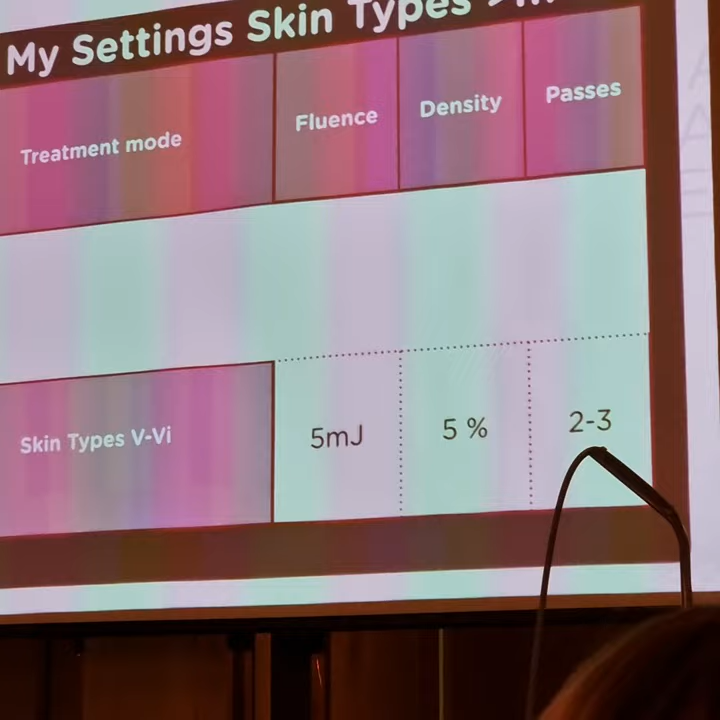 My Settings Skin Types
Treatment mode
Fluence
Density
Passes
Skin Types V-Vi
5mJ
5 %
2-3